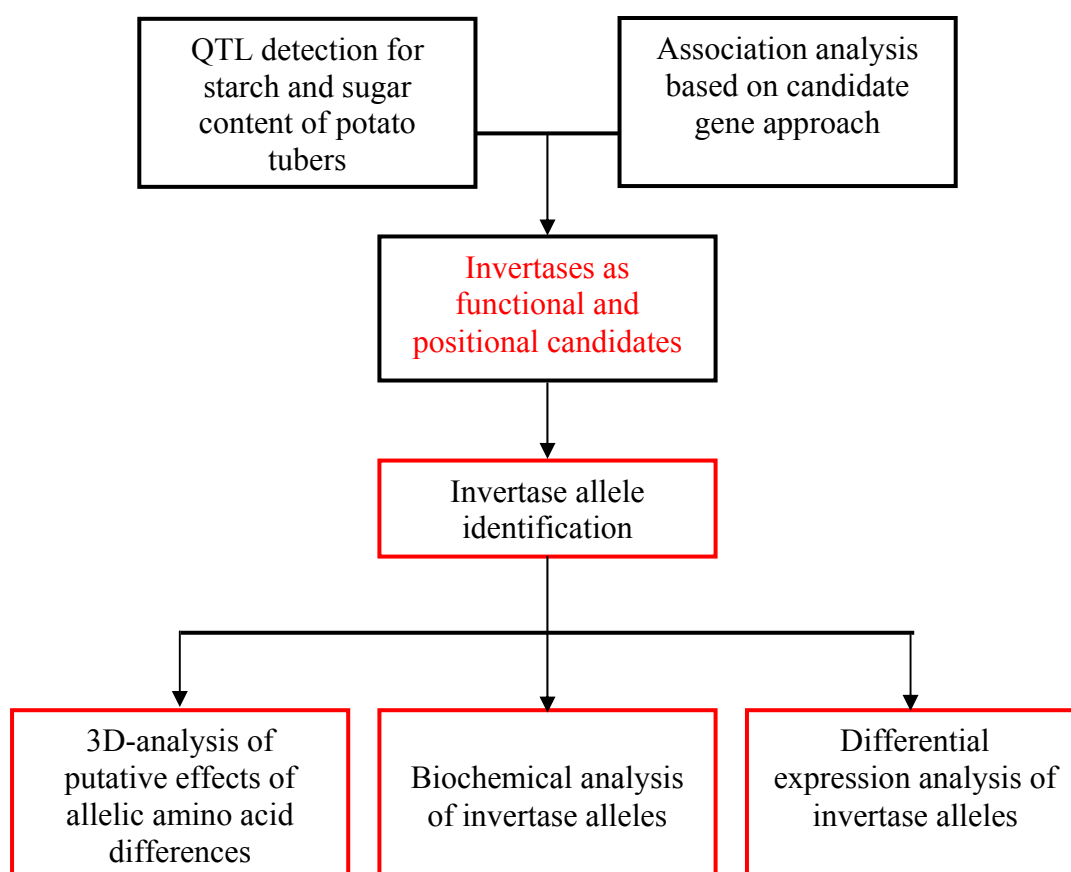 QTL detection for
starch and sugar
content of potato
tubers
Association analysis
based on candidate
gene approach
Invertases as
functional and
positional candidates
Invertase allele
identification
3D-analysis of
putative effects of
allelic amino acid
differences
Biochemical analysis
of invertase alleles
Differential
expression analysis of
invertase alleles